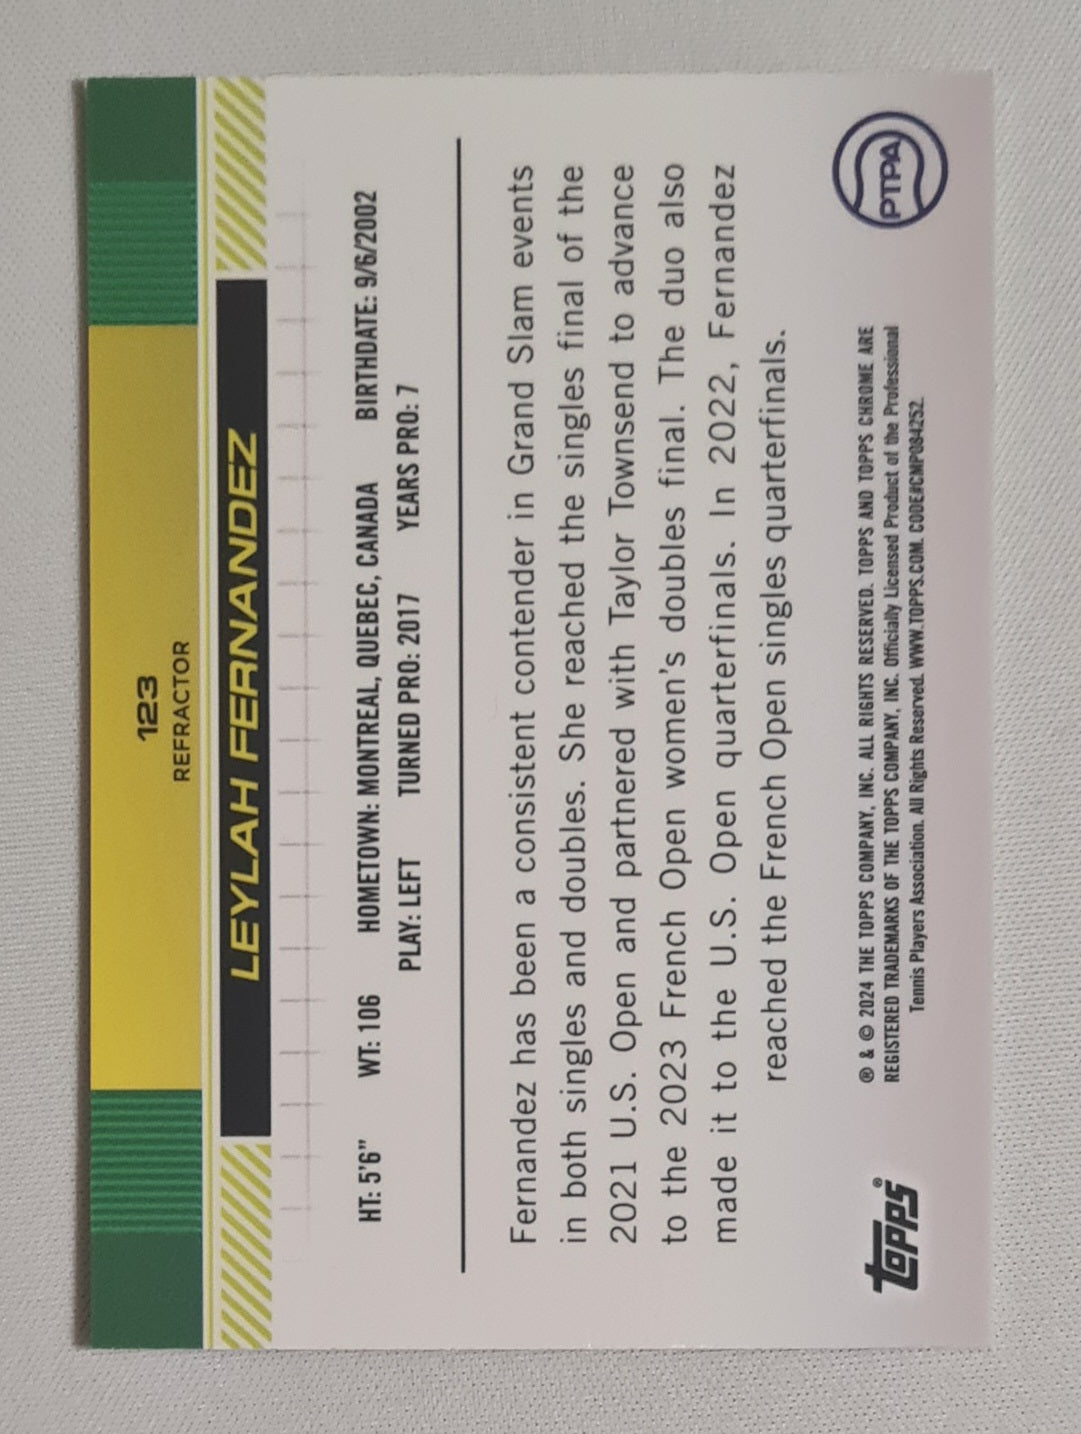 123
REFRACTOR
LEYLAH FERNANDEZ
HT: 5'6" WT: 106 HOMETOWN: MONTREAL, QUEBEC, CANADA BIRTHDATE: 9/6/2002
PLAY: LEFT TURNED PRO: 2017 YEARS PRO: 7
Fernandez has been a consistent contender in Grand Slam events
in both singles and doubles. She reached the singles final of the
2021 U.S. Open and partnered with Taylor Townsend to advance
to the 2023 French Open women's doubles final. The duo also
made it to the U.S. Open quarterfinals. In 2022, Fernandez
reached the French Open singles quarterfinals.
topps®
® & © 2024 THE TOPPS COMPANY, INC. ALL RIGHTS RESERVED. TOPPS AND TOPPS CHROME ARE
REGISTERED TRADEMARKS OF THE TOPPS COMPANY, INC. Officially Licensed Product of the Professional
Tennis Players Association. All Rights Reserved. WWW.TOPPS.COM. CODE#CMP084252.
PTPA